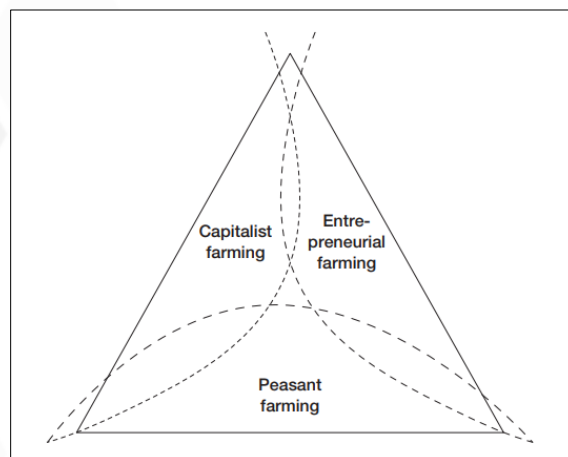 Capitalist
farming
Entre-
preneurial
farming
Peasant
farming